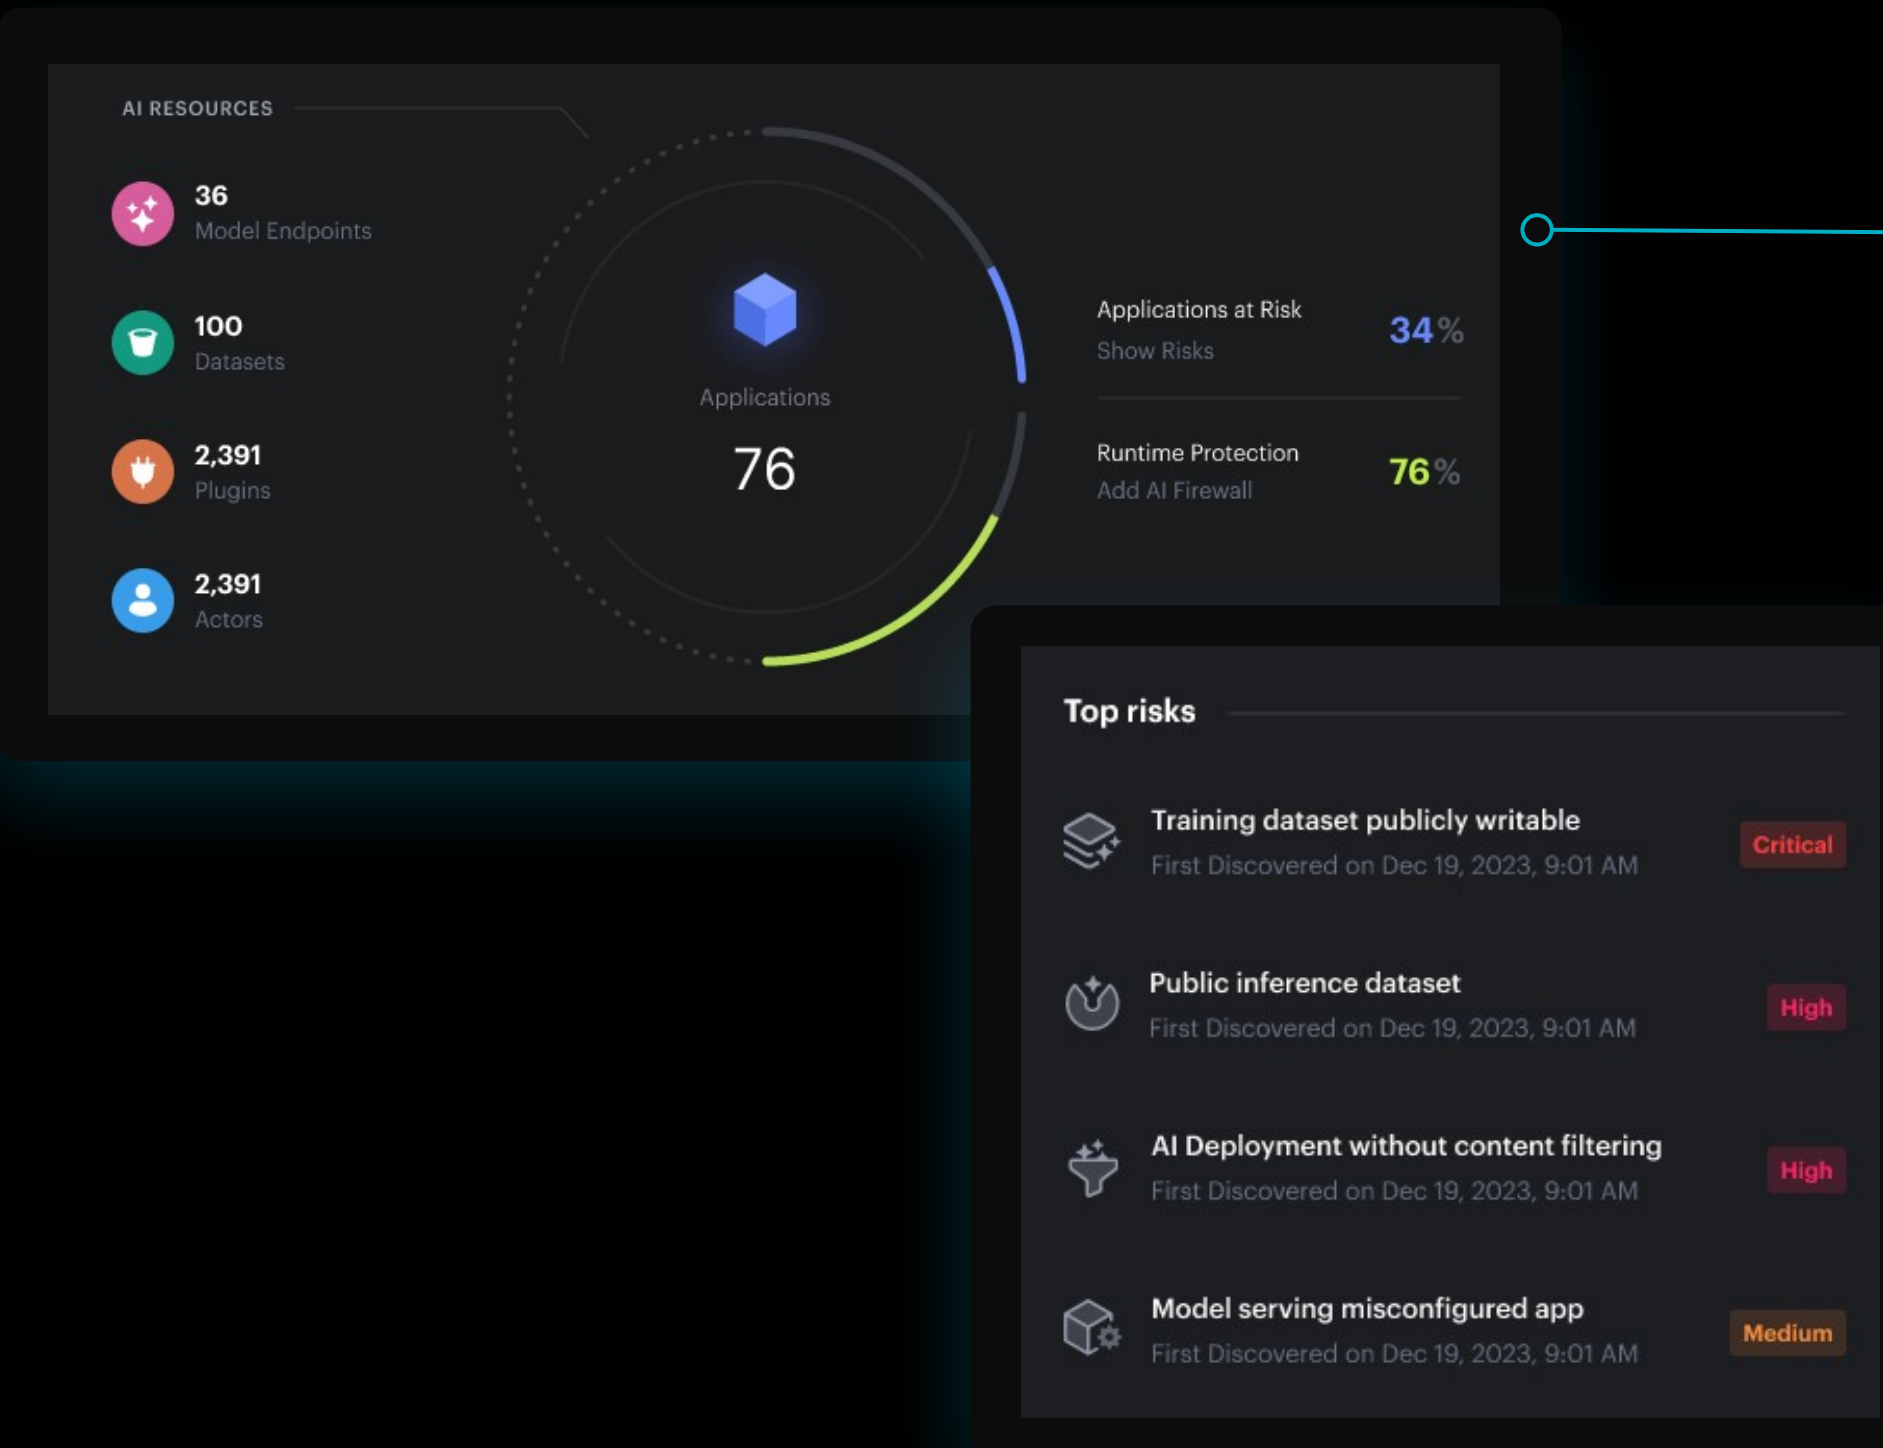 AI RESOURCES
36
Model Endpoints
100
Datasets
2,391
Plugins
2,391
Actors
Applications
76
Applications at Risk
Show Risks
34%
Runtime Protection
Add AI Firewall
76%
Top risks
Training dataset publicly writable
First Discovered on Dec 19, 2023, 9:01 AM
Critical
Public inference dataset
First Discovered on Dec 19, 2023, 9:01 AM
High
AI Deployment without content filtering
First Discovered on Dec 19, 2023, 9:01 AM
High
Model serving misconfigured app
First Discovered on Dec 19, 2023, 9:01 AM
Medium